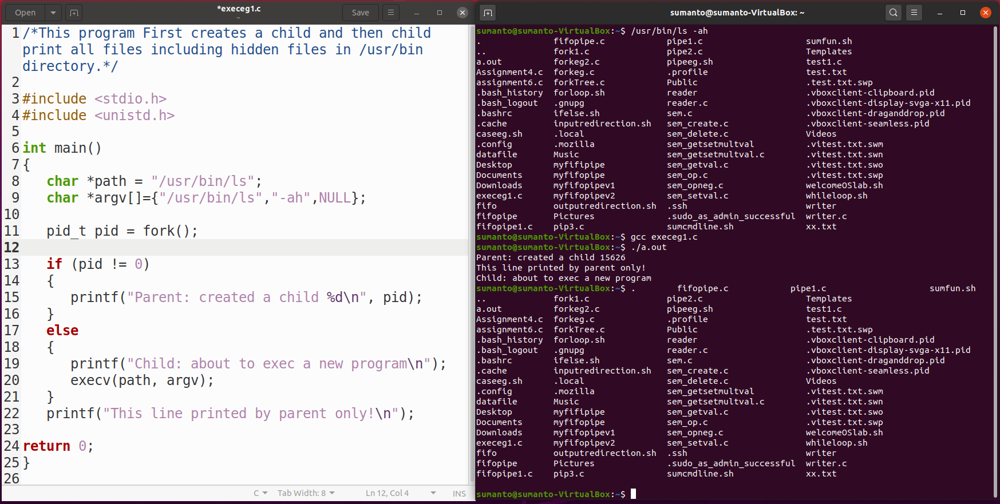 Open
*execeg1.c
~
Save
1 /*This program First creates a child and then child
print all files including hidden files in /usr/bin
directory.*/
2
3 #include <stdio.h>
4 #include <unistd.h>
5
6 int main()
7 {
8    char *path = "/usr/bin/ls";
9    char *argv[]={"/usr/bin/ls","-ah",NULL};
10
11    pid_t pid = fork();
12
13    if (pid != 0)
14    {
15       printf("Parent: created a child %d\n", pid);
16    }
17    else
18    {
19       printf("Child: about to exec a new program\n");
20       execv(path, argv);
21    }
22    printf("This line printed by parent only!\n");
23
24 return 0;
25 }
26
C Tab Width: 8 Ln 12, Col 4 INS
sumanto@sumanto-VirtualBox: ~
sumanto@sumanto-VirtualBox:~$ /usr/bin/ls -ah
. fifopipe.c pipe1.c sumfun.sh
.. fork1.c pipe2.c Templates
a.out forkeg2.c pipeeg.sh test1.c
Assignment4.c forkeg.c .profile test.txt
assignment6.c forkTree.c Public .test.txt.swp
.bash_history forloop.sh reader .vboxclient-clipboard.pid
.bash_logout .gnupg reader.c .vboxclient-display-svga-x11.pid
.bashrc ifelse.sh sem.c .vboxclient-draganddrop.pid
.cache inputredirection.sh sem_create.c .vboxclient-seamless.pid
caseeg.sh .local sem_delete.c Videos
.config .mozilla sem_getsetmultval .vitest.txt.swm
datafile Music sem_getsetmultval.c .vitest.txt.swn
Desktop myfifipipe sem_getval.c .vitest.txt.swo
Documents myfifopipe sem_op.c .vitest.txt.swp
Downloads myfifopipev1 sem_opneg.c welcomeOSlab.sh
execeg1.c myfifopipev2 sem_setval.c whileloop.sh
fifo outputredirection.sh .ssh writer
fifopipe Pictures .sudo_as_admin_successful writer.c
fifopipe1.c pip3.c sumcmdline.sh xx.txt
sumanto@sumanto-VirtualBox:~$ gcc execeg1.c
sumanto@sumanto-VirtualBox:~$ ./a.out
Parent: created a child 15626
This line printed by parent only!
Child: about to exec a new program
sumanto@sumanto-VirtualBox:~$ . fifopipe.c pipe1.c sumfun.sh
.. fork1.c pipe2.c Templates
a.out forkeg2.c pipeeg.sh test1.c
Assignment4.c forkeg.c .profile test.txt
assignment6.c forkTree.c Public .test.txt.swp
.bash_history forloop.sh reader .vboxclient-clipboard.pid
.bash_logout .gnupg reader.c .vboxclient-display-svga-x11.pid
.bashrc ifelse.sh sem.c .vboxclient-draganddrop.pid
.cache inputredirection.sh sem_create.c .vboxclient-seamless.pid
caseeg.sh .local sem_delete.c Videos
.config .mozilla sem_getsetmultval .vitest.txt.swm
datafile Music sem_getsetmultval.c .vitest.txt.swn
Desktop myfifipipe sem_getval.c .vitest.txt.swo
Documents myfifopipe sem_op.c .vitest.txt.swp
Downloads myfifopipev1 sem_opneg.c welcomeOSlab.sh
execeg1.c myfifopipev2 sem_setval.c whileloop.sh
fifo outputredirection.sh .ssh writer
fifopipe Pictures .sudo_as_admin_successful writer.c
fifopipe1.c pip3.c sumcmdline.sh xx.txt
sumanto@sumanto-VirtualBox:~$